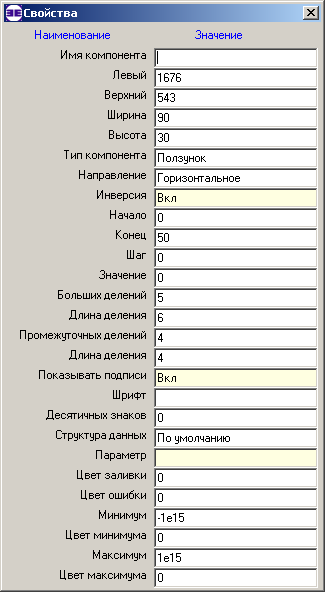 Свойства
Наименование Значение
Имя компонента
Левый 1676
Верхний 543
Ширина 90
Высота 30
Тип компонента Ползунок
Направление Горизонтальное
Инверсия Вкл
Начало 0
Конец 50
Шаг 0
Значение 0
Больших делений 5
Длина деления 6
Промежуточных делений 4
Длина деления 4
Показывать подписи Вкл
Шрифт
Десятичных знаков 0
Структура данных По умолчанию
Параметр
Цвет заливки 0
Цвет ошибки 0
Минимум -1e15
Цвет минимума 0
Максимум 1e15
Цвет максимума 0